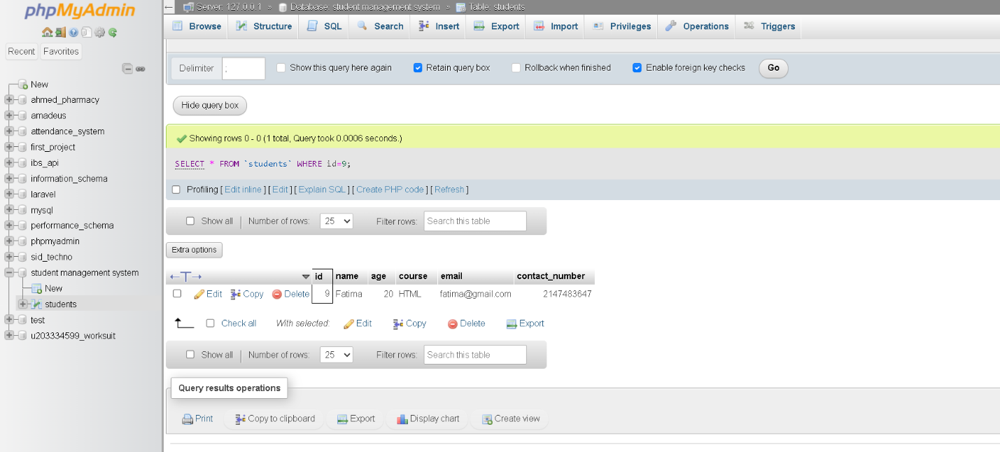 phpMyAdmin
Recent Favorites
New
ahmed_pharmacy
amadeus
attendance_system
first_project
ibs_api
information_schema
laravel
mysql
performance_schema
phpmyadmin
sid_techno
student management system
New
students
test
u203334599_worksuit
Server: 127.0.0.1 » Database: student management system » Table: students
Browse Structure SQL Search Insert Export Import Privileges Operations Triggers
Delimiter ; Show this query here again Retain query box Rollback when finished Enable foreign key checks Go
Hide query box
Showing rows 0 - 0 (1 total, Query took 0.0006 seconds.)
SELECT * FROM `students` WHERE id=9;
Profiling [ Edit inline ] [ Edit ] [ Explain SQL ] [ Create PHP code ] [ Refresh ]
Show all Number of rows: 25 Filter rows: Search this table
Extra options
←T→ id name age course email contact_number
Edit Copy Delete 9 Fatima 20 HTML fatima@gmail.com 2147483647
Check all With selected: Edit Copy Delete Export
Show all Number of rows: 25 Filter rows: Search this table
Query results operations
Print Copy to clipboard Export Display chart Create view